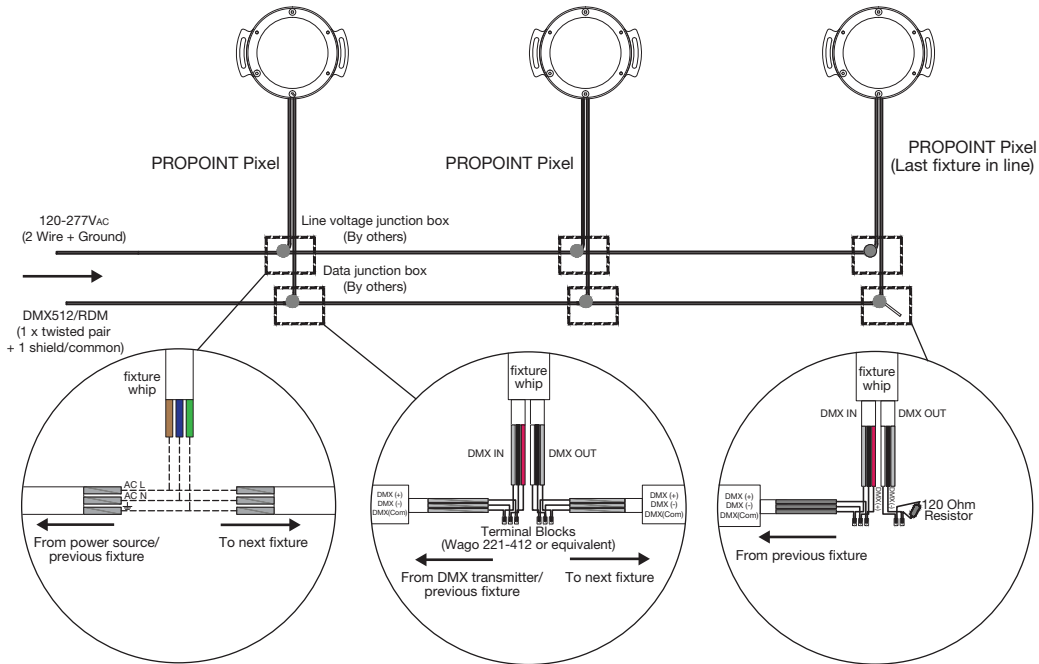 PROPOINT Pixel
PROPOINT Pixel
PROPOINT Pixel
(Last fixture in line)
120-277VAC
(2 Wire + Ground)
Line voltage junction box
(By others)
Data junction box
(By others)
DMX512/RDM
(1 x twisted pair
+ 1 shield/common)
fixture
whip
AC L
AC N
From power source/
previous fixture
To next fixture
fixture
whip
DMX IN
DMX OUT
DMX (+)
DMX (-)
DMX(Com)
DMX (+)
DMX (-)
DMX(Com)
Terminal Blocks
(Wago 221-412 or equivalent)
From DMX transmitter/
previous fixture
To next fixture
fixture
whip
DMX IN
DMX OUT
DMX (+)
DMX (-)
DMX(Com)
DMX(+)
DMX(-)
120 Ohm
Resistor
From previous fixture